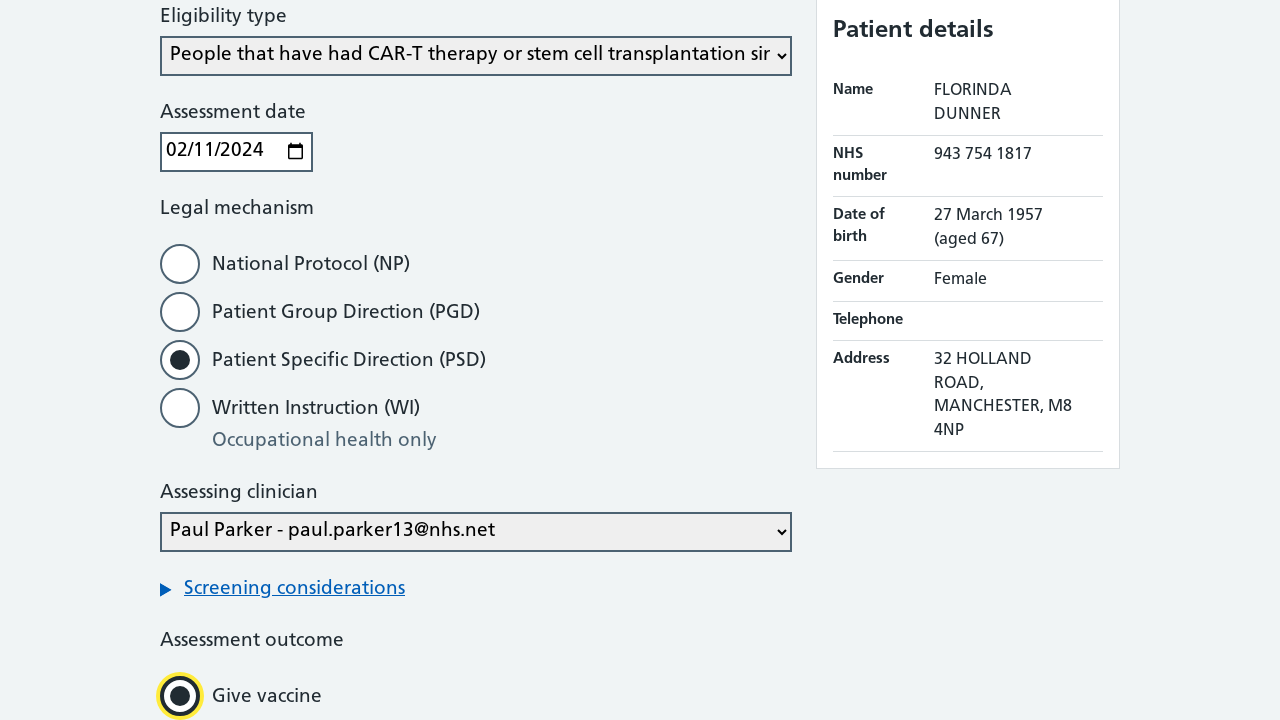 Eligibility type
People that have had CAR-T therapy or stem cell transplantation sin
Assessment date
02/11/2024
Legal mechanism
National Protocol (NP)
Patient Group Direction (PGD)
Patient Specific Direction (PSD)
Written Instruction (WI)
Occupational health only
Assessing clinician
Paul Parker - paul.parker13@nhs.net
Screening considerations
Assessment outcome
Give vaccine
Patient details
Name FLORINDA
DUNNER
NHS 943 754 1817
number
Date of 27 March 1957
birth (aged 67)
Gender Female
Telephone
Address 32 HOLLAND
ROAD,
MANCHESTER, M8
4NP